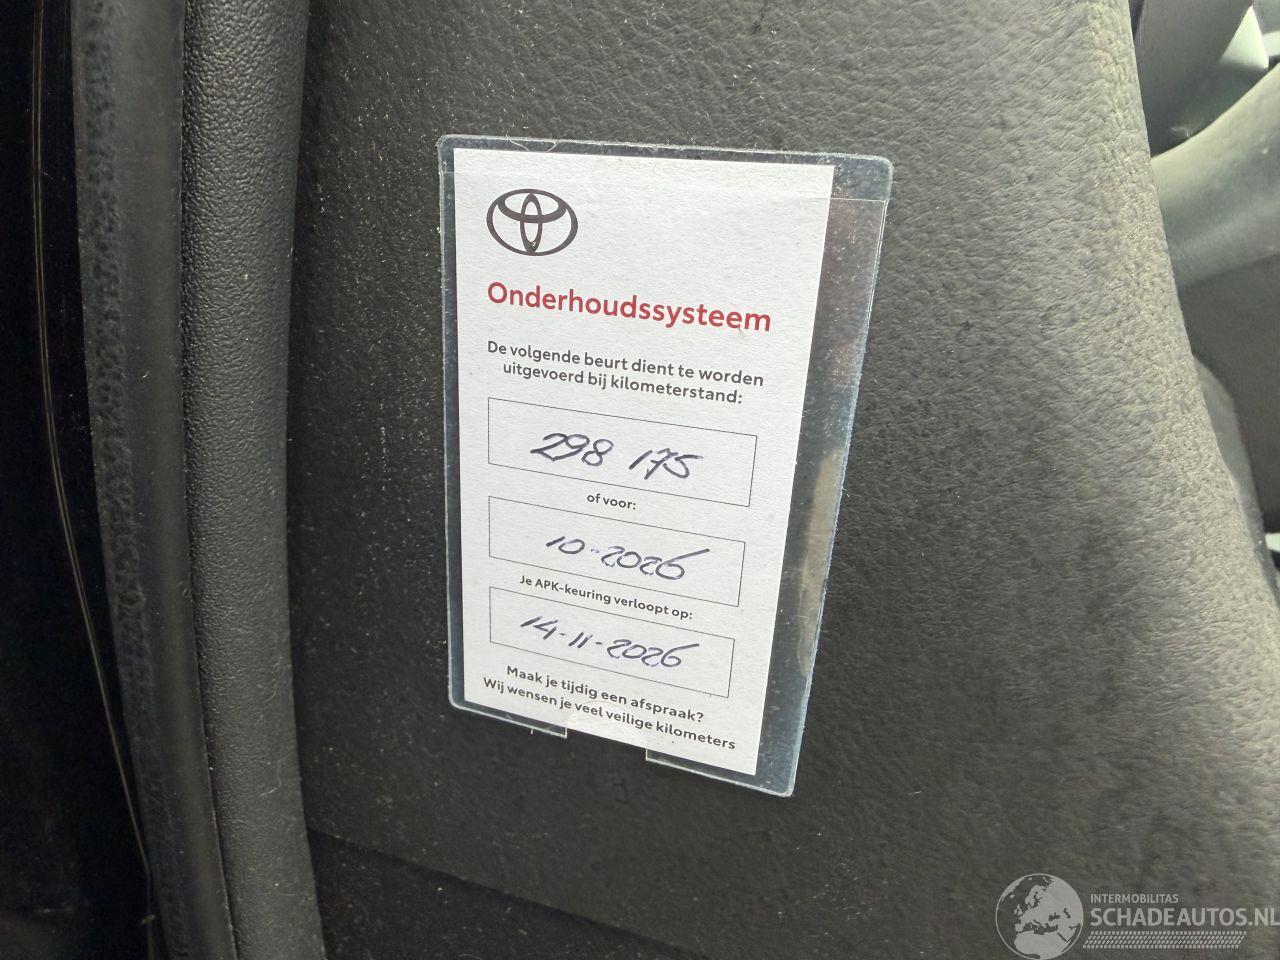 Onderhoudssysteem
De volgende beurt dient te worden
uitgevoerd bij kilometerstand:
298 175
of voor:
10-2026
Je APK-keuring verloopt op:
14-11-2026
Maak je tijdig een afspraak?
Wij wensen je veel veilige kilometers
INTERMOBILITAS
SCHADEAUTOS.NL